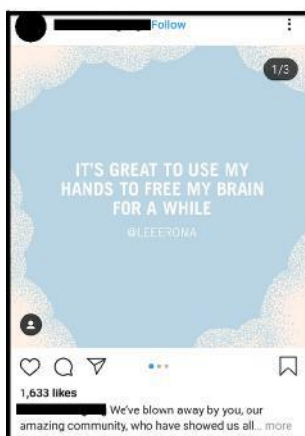 Follow
1/3
IT'S GREAT TO USE MY
HANDS TO FREE MY BRAIN
FOR A WHILE
@LEEERONA
1,633 likes
We've blown away by you, our
amazing community, who have showed us all... more